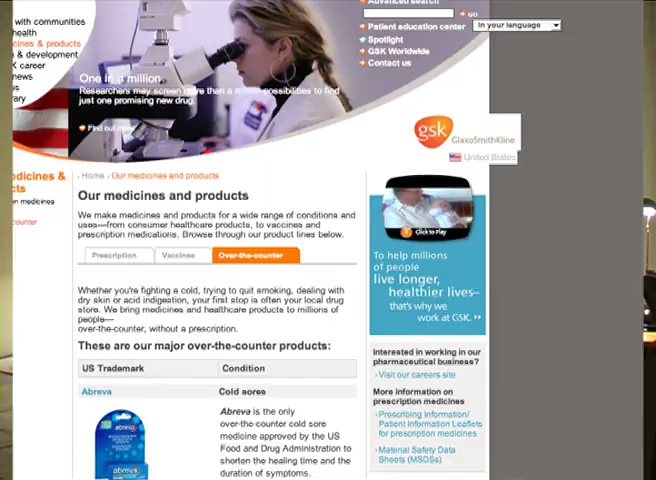 Advanced search
GO
with communities
Patient education center
In your language
health
Spotlight
cines & products
GSK Worldwide
& development
Contact us
K career
news
us
ary
One in a million
Researchers may screen more than a million possibilities to find
just one promising new drug.
Find out more
gsk
GlaxoSmithKline
United States
edicines &
cts
on medicines
counter
Home › Our medicines and products
Our medicines and products
We make medicines and products for a wide range of conditions and
uses—from consumer healthcare products, to vaccines and
prescription medications. Browse through our product lines below.
Prescription
Vaccines
Over-the-counter
Whether you're fighting a cold, trying to quit smoking, dealing with
dry skin or acid indigestion, your first stop is often your local drug
store. We bring medicines and healthcare products to millions of
people—
over-the-counter, without a prescription.
These are our major over-the-counter products:
US Trademark
Condition
Abreva
Cold sores
Abreva is the only
over-the-counter cold sore
medicine approved by the US
Food and Drug Administration to
shorten the healing time and the
duration of symptoms.
abreva
abreva
Click to Play
To help millions
of people
live longer,
healthier lives–
that's why we
work at GSK.
Interested in working in our
pharmaceutical business?
› Visit our careers site
More information on
prescription medicines
› Prescribing Information/
Patient Information Leaflets
for prescription medicines
› Material Safety Data
Sheets (MSDSs)